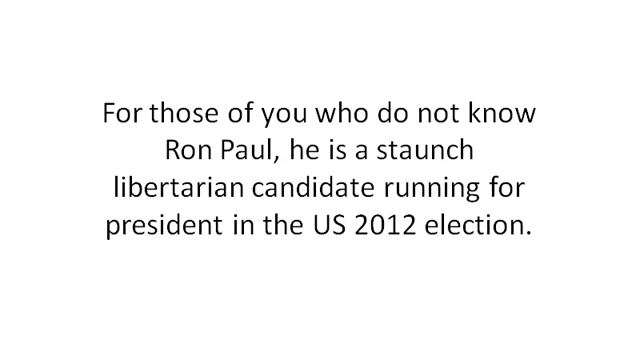 For those of you who do not know
Ron Paul, he is a staunch
libertarian candidate running for
president in the US 2012 election.